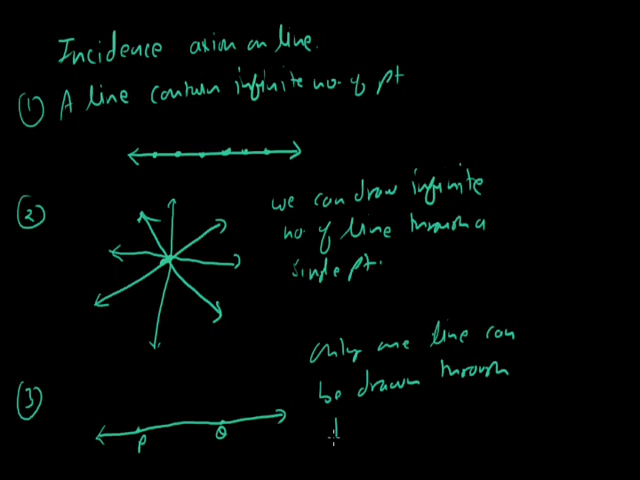 Incidence axiom on line.
① A line contain infinite no. of pt
②
we can draw infinite
no. of line through a
single pt.
only one line can
be drawn through
③
P Q